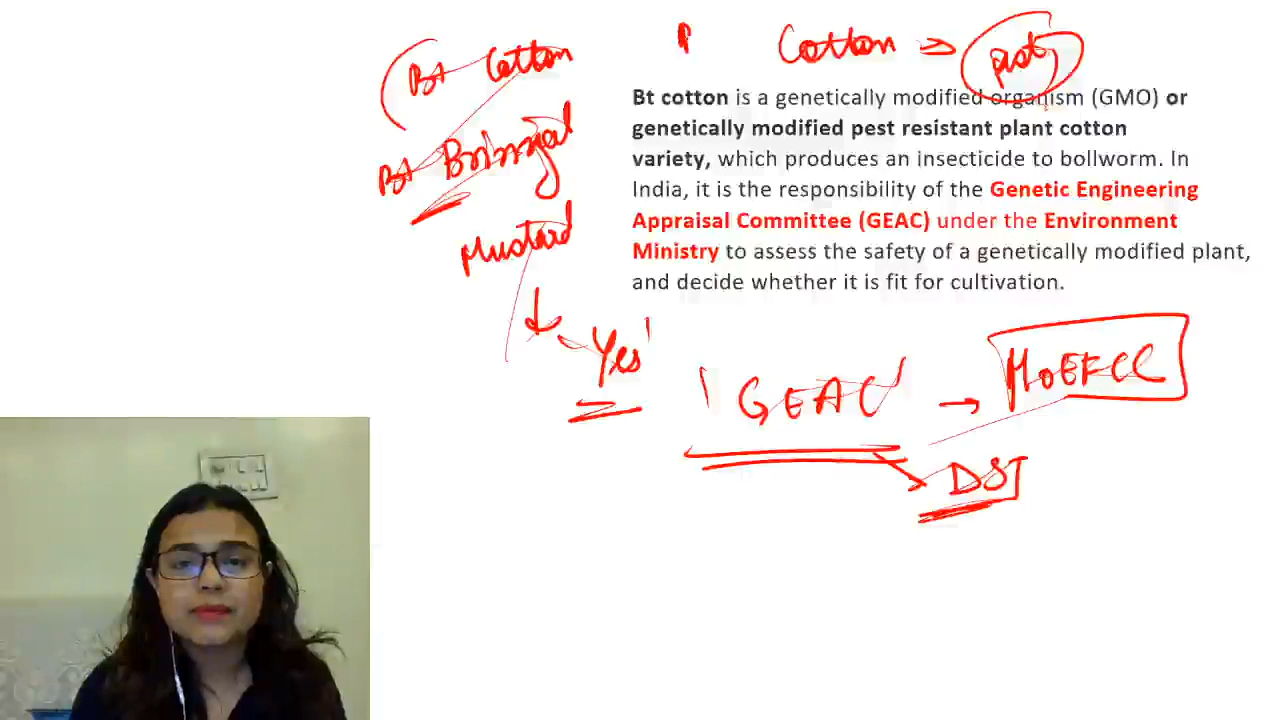 Bt Cotton
Cotton → pests
Bt Brinjal
Mustard
Yes
Bt cotton is a genetically modified organism (GMO) or
genetically modified pest resistant plant cotton
variety, which produces an insecticide to bollworm. In
India, it is the responsibility of the Genetic Engineering
Appraisal Committee (GEAC) under the Environment
Ministry to assess the safety of a genetically modified plant,
and decide whether it is fit for cultivation.
'GEAC' → MoEFCC
DST